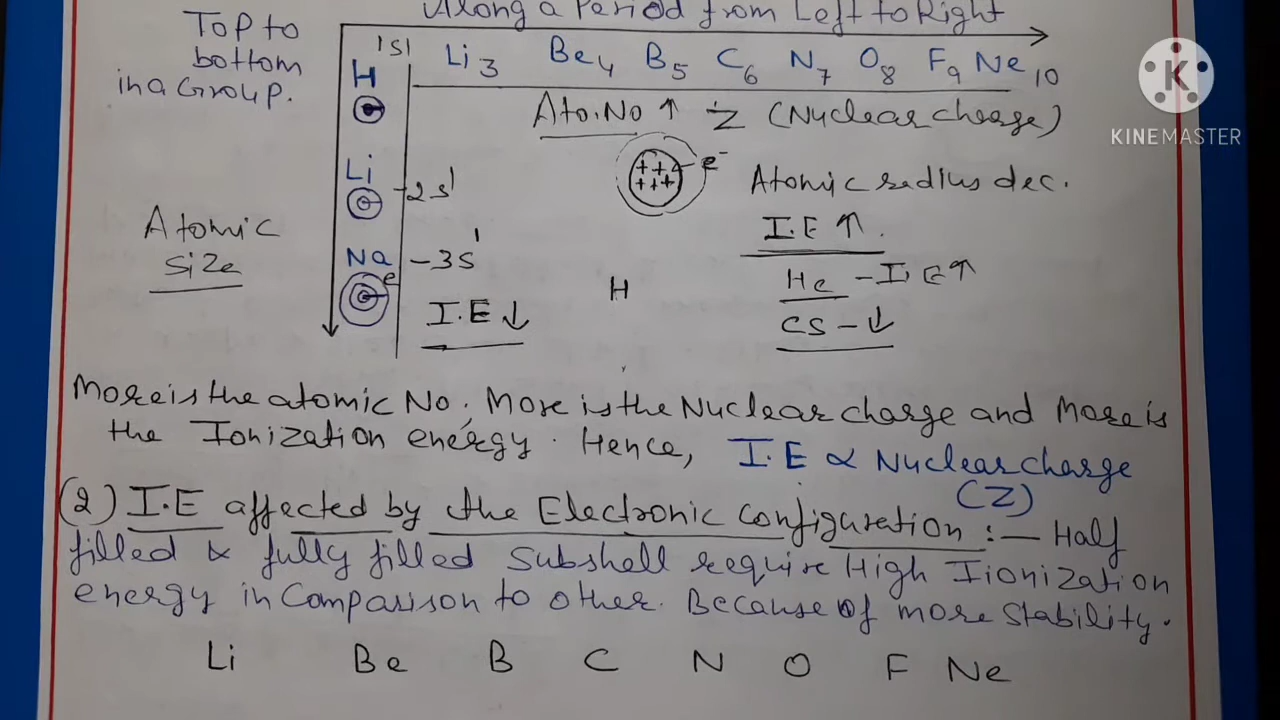 Along a Period from Left to Right
Top to
bottom
in a Group.
H 1s1
Li3 Be4 B5 C6 N7 O8 F9 Ne10
Ato.No ↑ ÷ Z (Nuclear charge)
Li -2s1
Na -3s1
e
I.E ↓
Atomic
size
++ e-
++++
H
Atomic radius dec.
I.E ↑.
He - I.E ↑
Cs - ↓
More is the atomic No. More is the Nuclear charge and More is
the Ionization energy. Hence, I.E ∝ Nuclear charge
(Z)
(2) I.E affected by the Electronic Configuration :— Half
filled & fully filled Subshell require High Iionization
energy in Comparison to other. Because of more stability.
Li Be B C N O F Ne
K
KINEMASTER